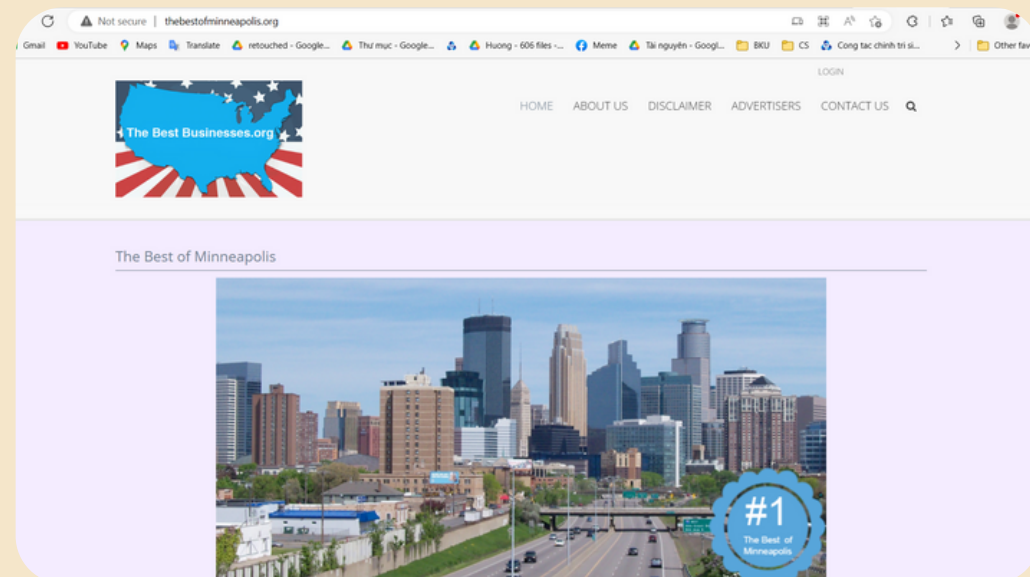 Not secure | thebestofminneapolis.org
Gmail YouTube Maps Translate retouched - Google... Thư mục - Google... Huong - 606 files -... Meme Tài nguyên - Googl... BKU CS Cong tac chinh tri si... Other fav
LOGIN
HOME ABOUT US DISCLAIMER ADVERTISERS CONTACT US
The Best Businesses.org
The Best of Minneapolis
#1
The Best of
Minneapolis